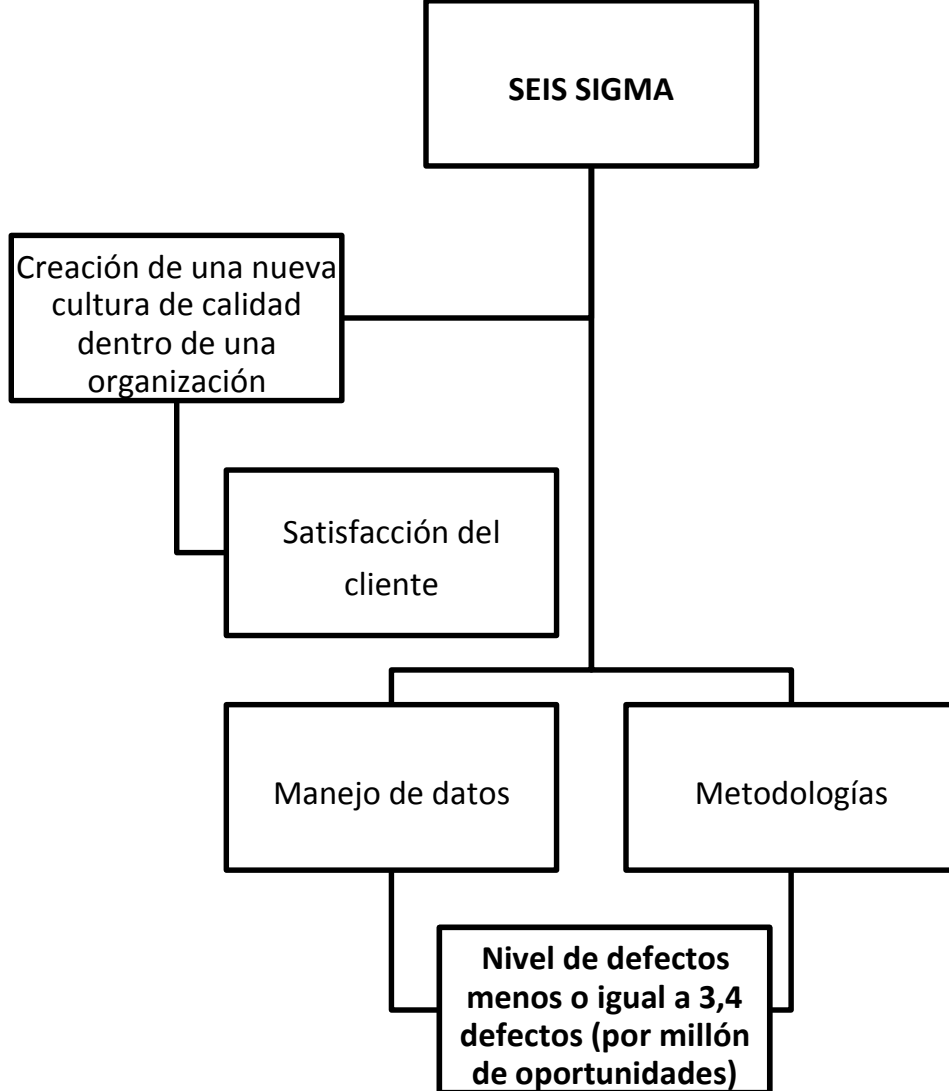 SEIS SIGMA
Creación de una nueva
cultura de calidad
dentro de una
organización
Satisfacción del
cliente
Manejo de datos
Metodologías
Nivel de defectos
menos o igual a 3,4
defectos (por millón
de oportunidades)